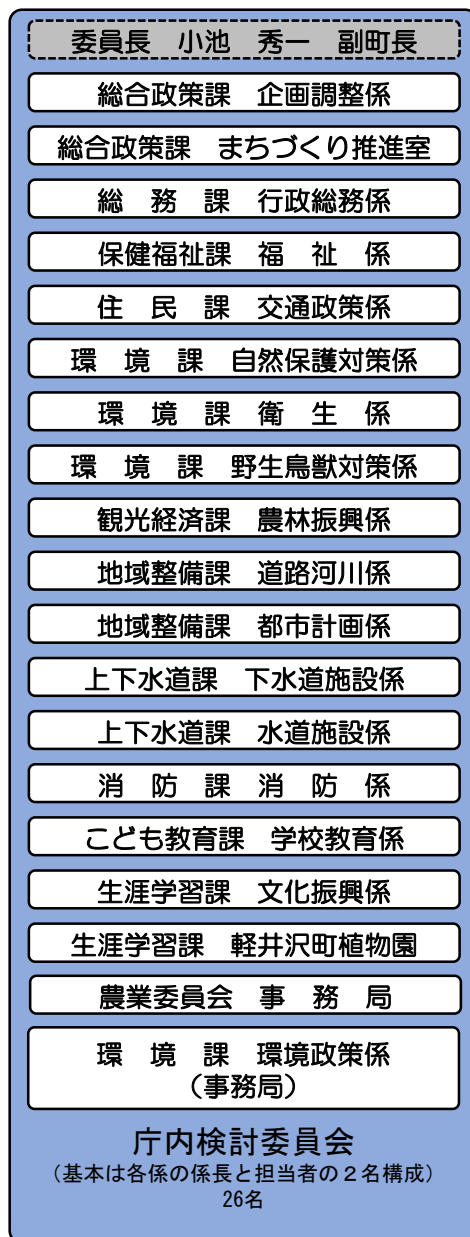 委員長　小池　秀一　副町長
総合政策課　企画調整係
総合政策課　まちづくり推進室
総　務　課　行政総務係
保健福祉課　福　祉　係
住　民　課　交通政策係
環　境　課　自然保護対策係
環　境　課　衛　生　係
環　境　課　野生鳥獣対策係
観光経済課　農林振興係
地域整備課　道路河川係
地域整備課　都市計画係
上下水道課　下水道施設係
上下水道課　水道施設係
消　防　課　消　防　係
こども教育課　学校教育係
生涯学習課　文化振興係
生涯学習課　軽井沢町植物園
農業委員会　事　務　局
環　境　課　環境政策係
（事務局）
庁内検討委員会
（基本は各係の係長と担当者の２名構成）
26名